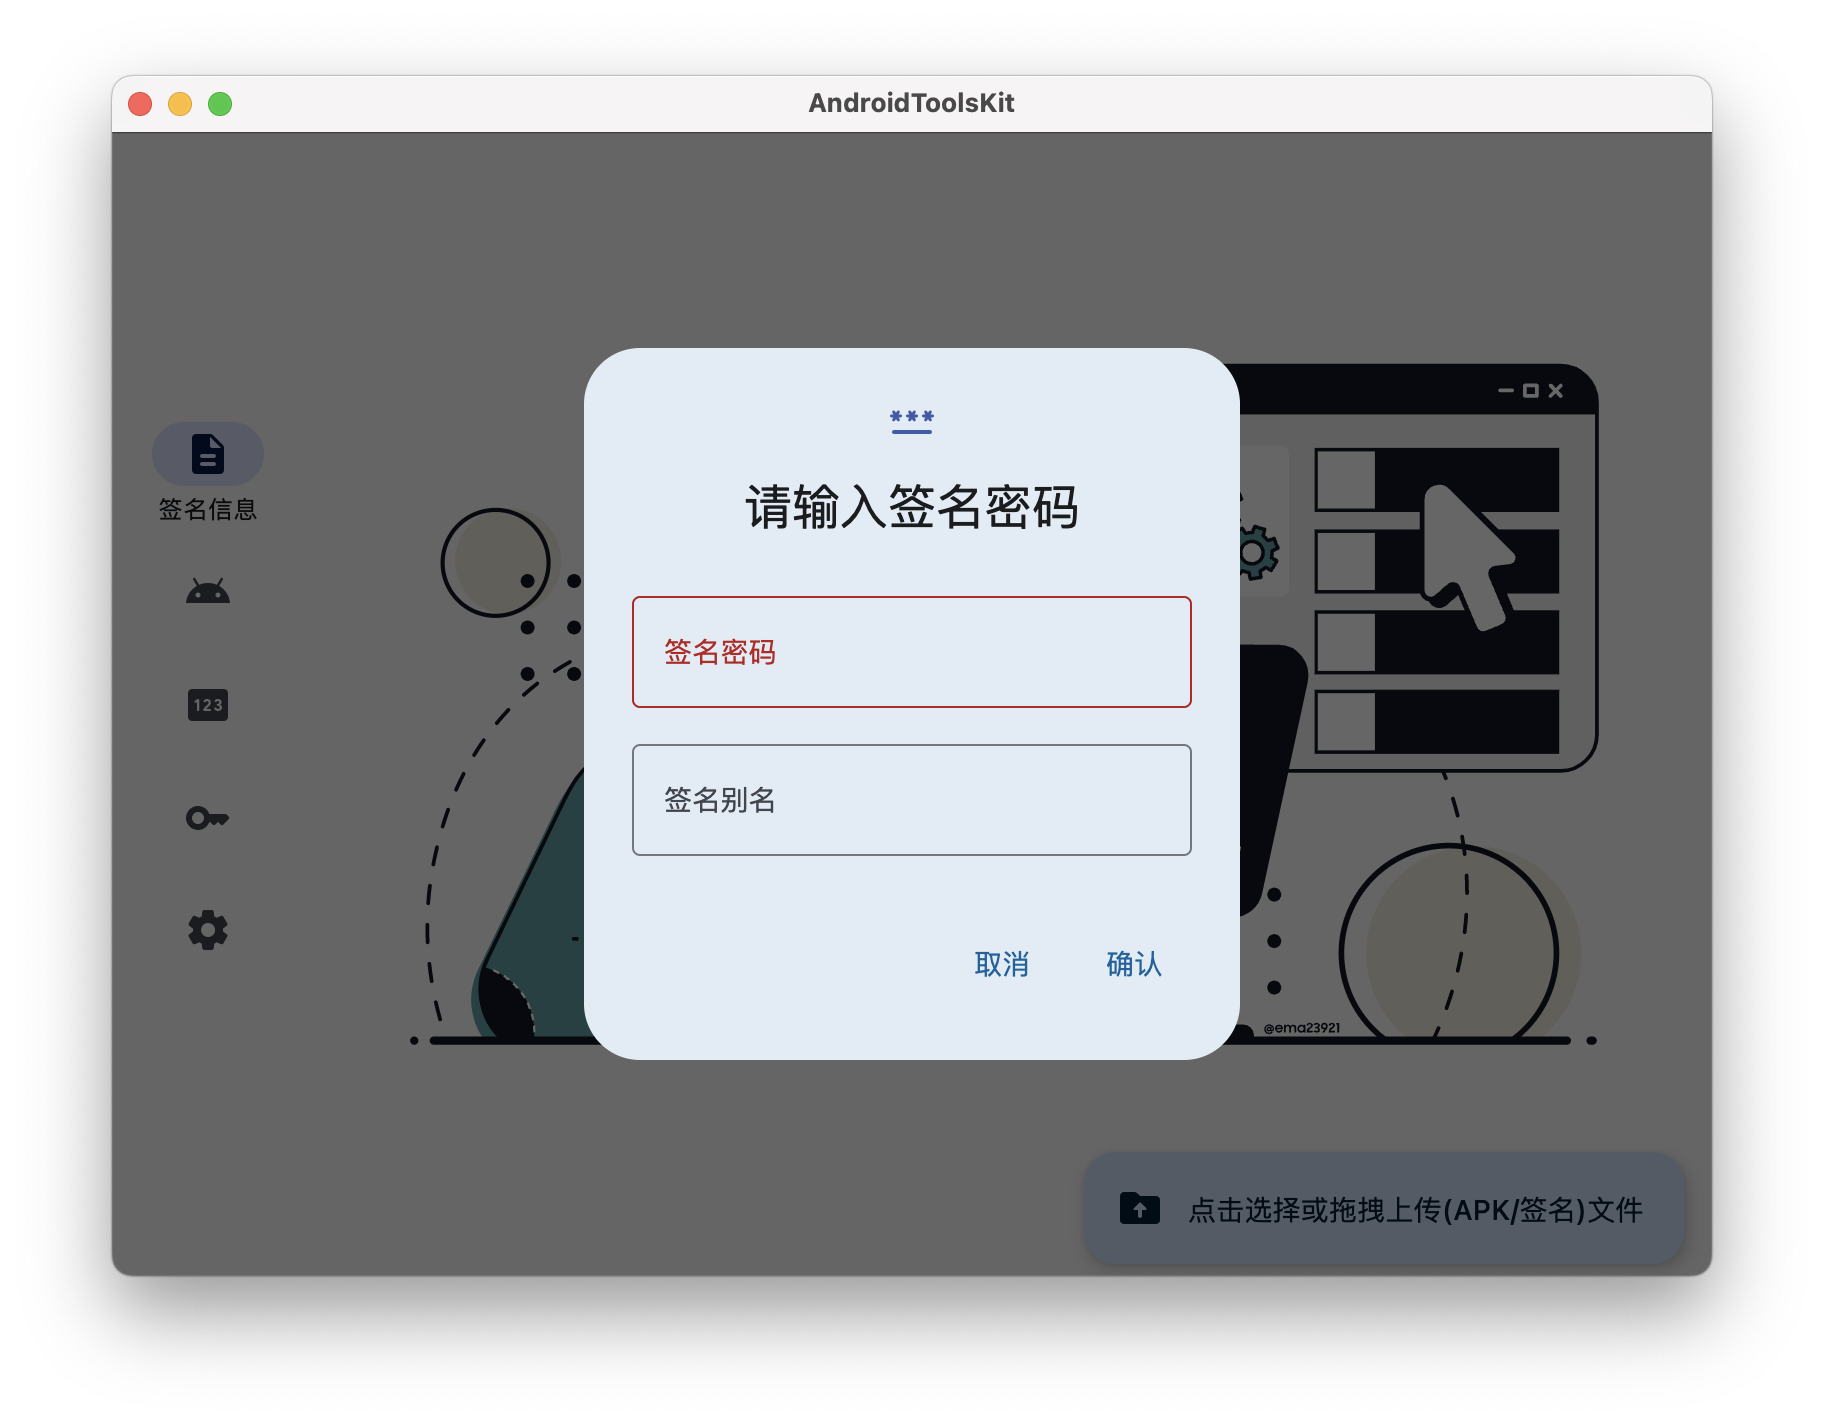 AndroidToolsKit
签名信息
123
***
请输入签名密码
签名密码
签名别名
取消
确认
@ema23921
点击选择或拖拽上传(APK/签名)文件